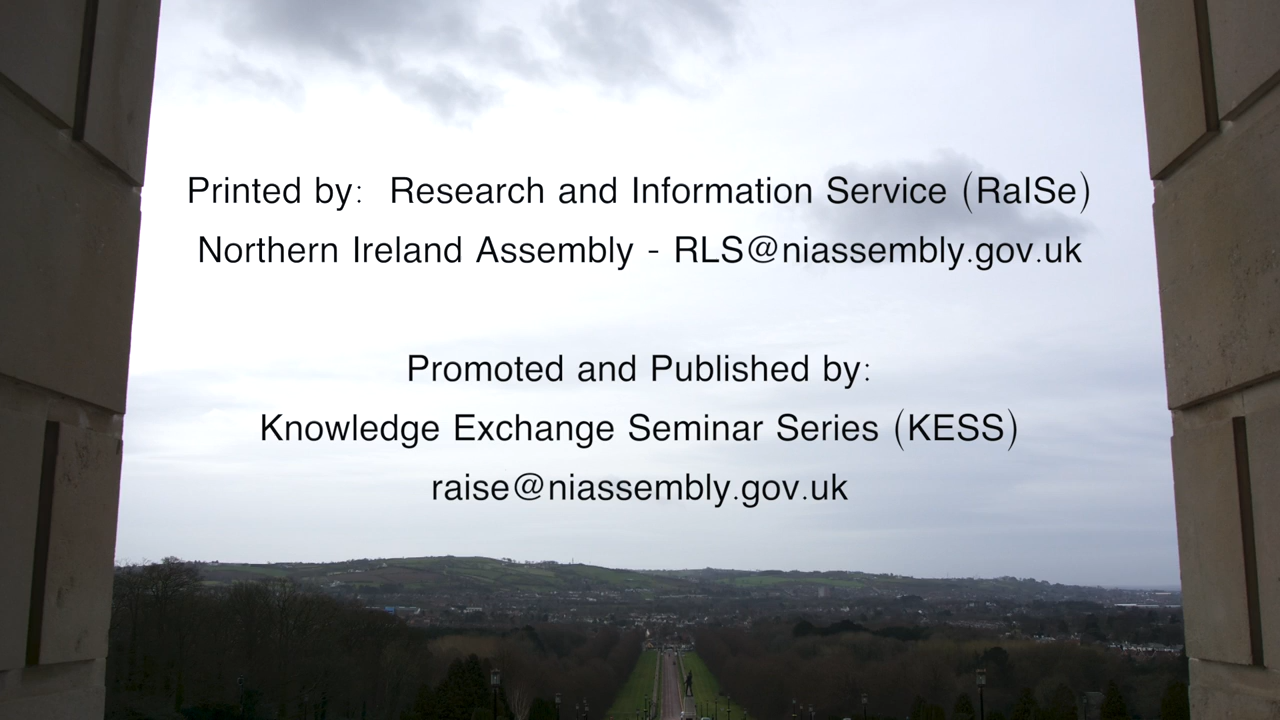 Printed by:  Research and Information Service (RaISe)
Northern Ireland Assembly - RLS@niassembly.gov.uk
Promoted and Published by:
Knowledge Exchange Seminar Series (KESS)
raise@niassembly.gov.uk